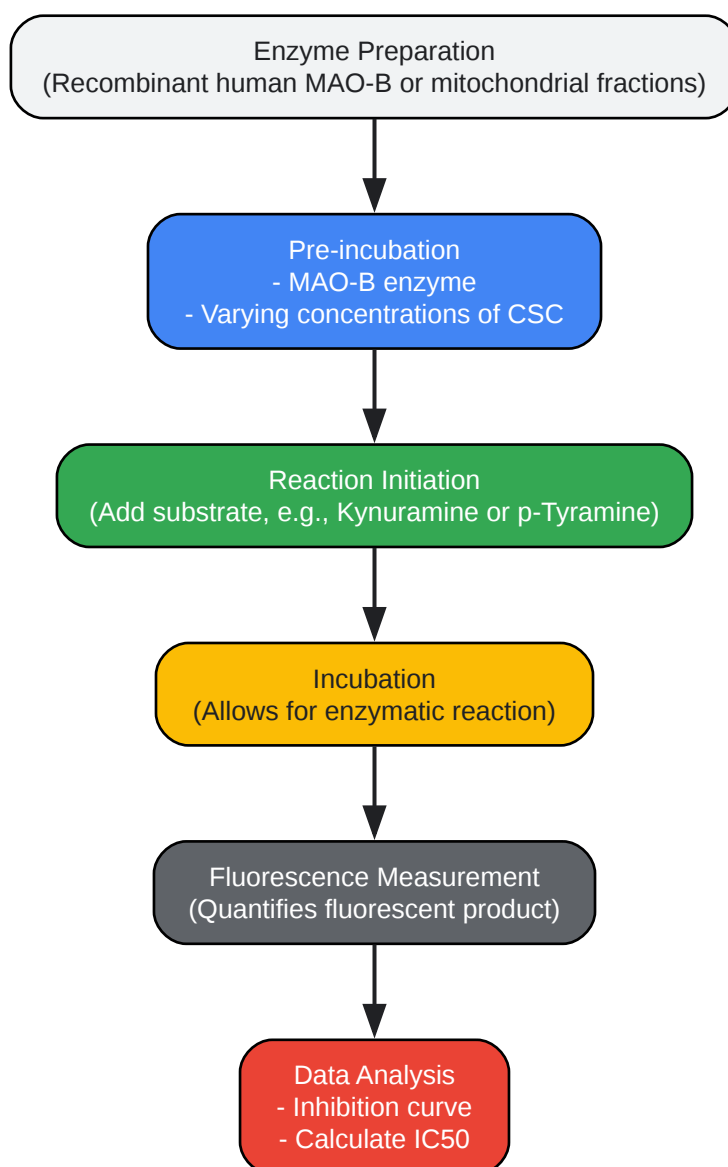 Enzyme Preparation
(Recombinant human MAO-B or mitochondrial fractions)
Pre-incubation
- MAO-B enzyme
- Varying concentrations of CSC
Reaction Initiation
(Add substrate, e.g., Kynuramine or p-Tyramine)
Incubation
(Allows for enzymatic reaction)
Fluorescence Measurement
(Quantifies fluorescent product)
Data Analysis
- Inhibition curve
- Calculate IC50